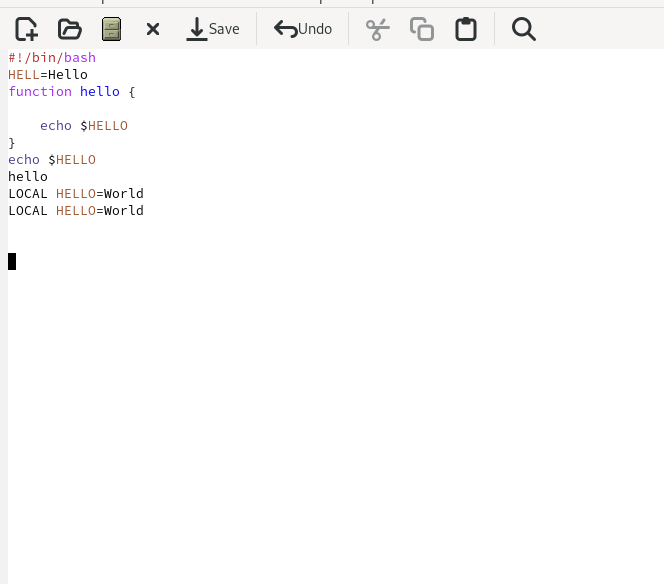 Save Undo
#!/bin/bash
HELL=Hello
function hello {
    echo $HELLO
}
echo $HELLO
hello
LOCAL HELLO=World
LOCAL HELLO=World